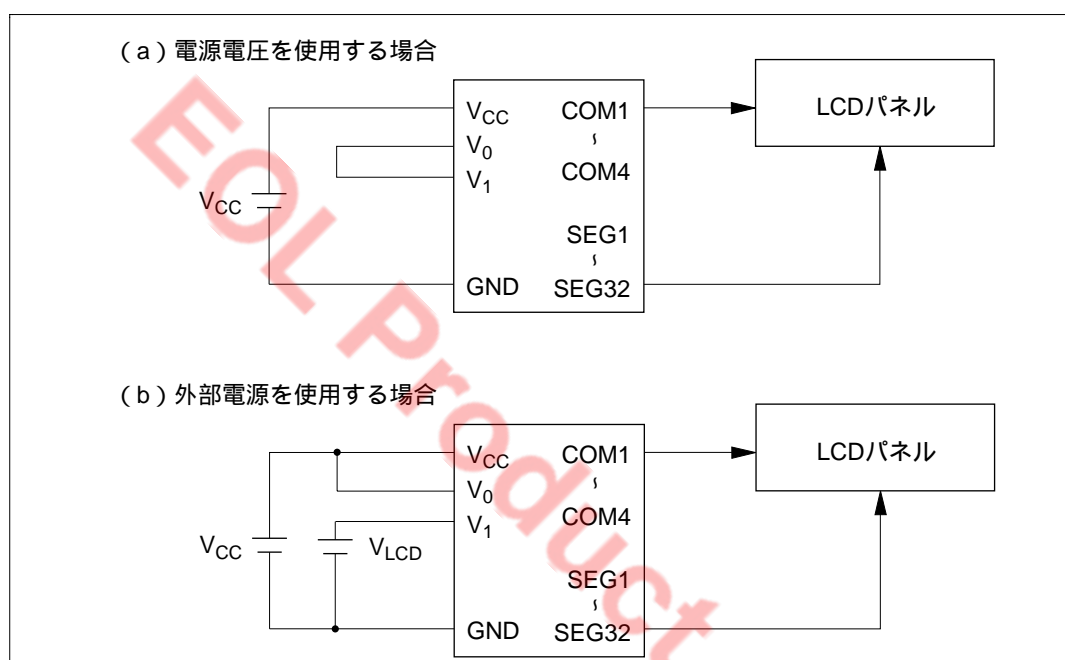 (a)電源電圧を使用する場合
VCC
COM1
LCDパネル
V0
~
V1
COM4
VCC
SEG1
~
GND
SEG32
(b)外部電源を使用する場合
VCC
COM1
LCDパネル
V0
~
V1
COM4
VCC
VLCD
SEG1
~
GND
SEG32
EOL Product